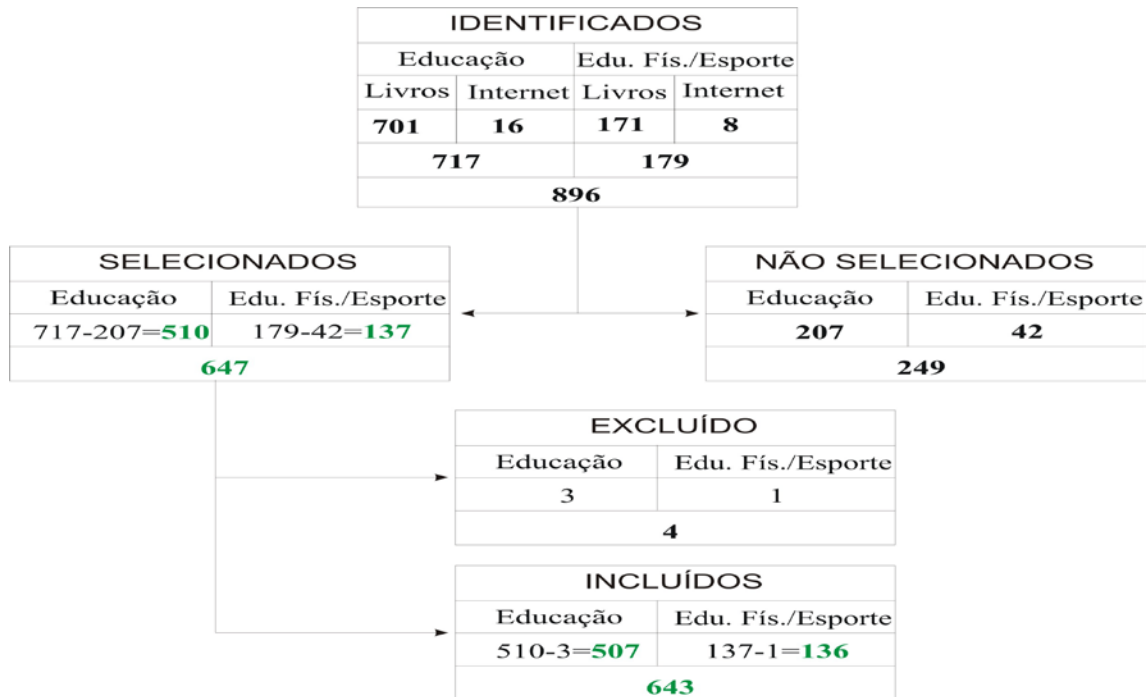 IDENTIFICADOS
Educação Edu. Fís./Esporte
Livros Internet Livros Internet
701 16 171 8
717 179
896
SELECIONADOS
Educação Edu. Fís./Esporte
717-207=510 179-42=137
647
NÃO SELECIONADOS
Educação Edu. Fís./Esporte
207 42
249
EXCLUÍDO
Educação Edu. Fís./Esporte
3 1
4
INCLUÍDOS
Educação Edu. Fís./Esporte
510-3=507 137-1=136
643